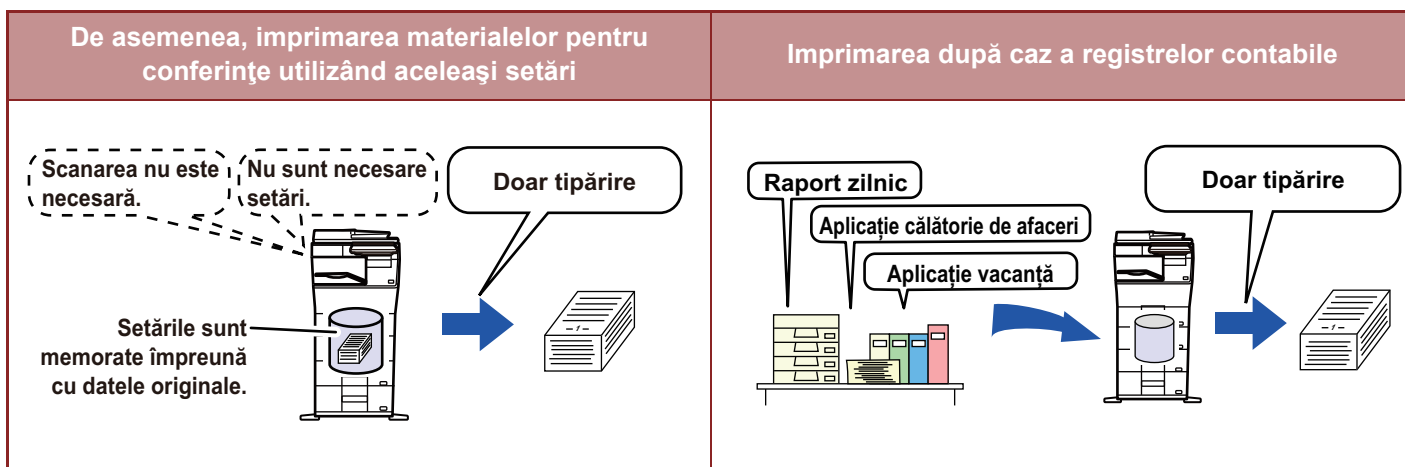 De asemenea, imprimarea materialelor pentru
conferinţe utilizând aceleaşi setări
Imprimarea după caz a registrelor contabile
Scanarea nu este
necesară.
Nu sunt necesare
setări.
Doar tipărire
Setările sunt
memorate împreună
cu datele originale.
-1-
Raport zilnic
Aplicație călătorie de afaceri
Aplicație vacanță
Doar tipărire
-1-